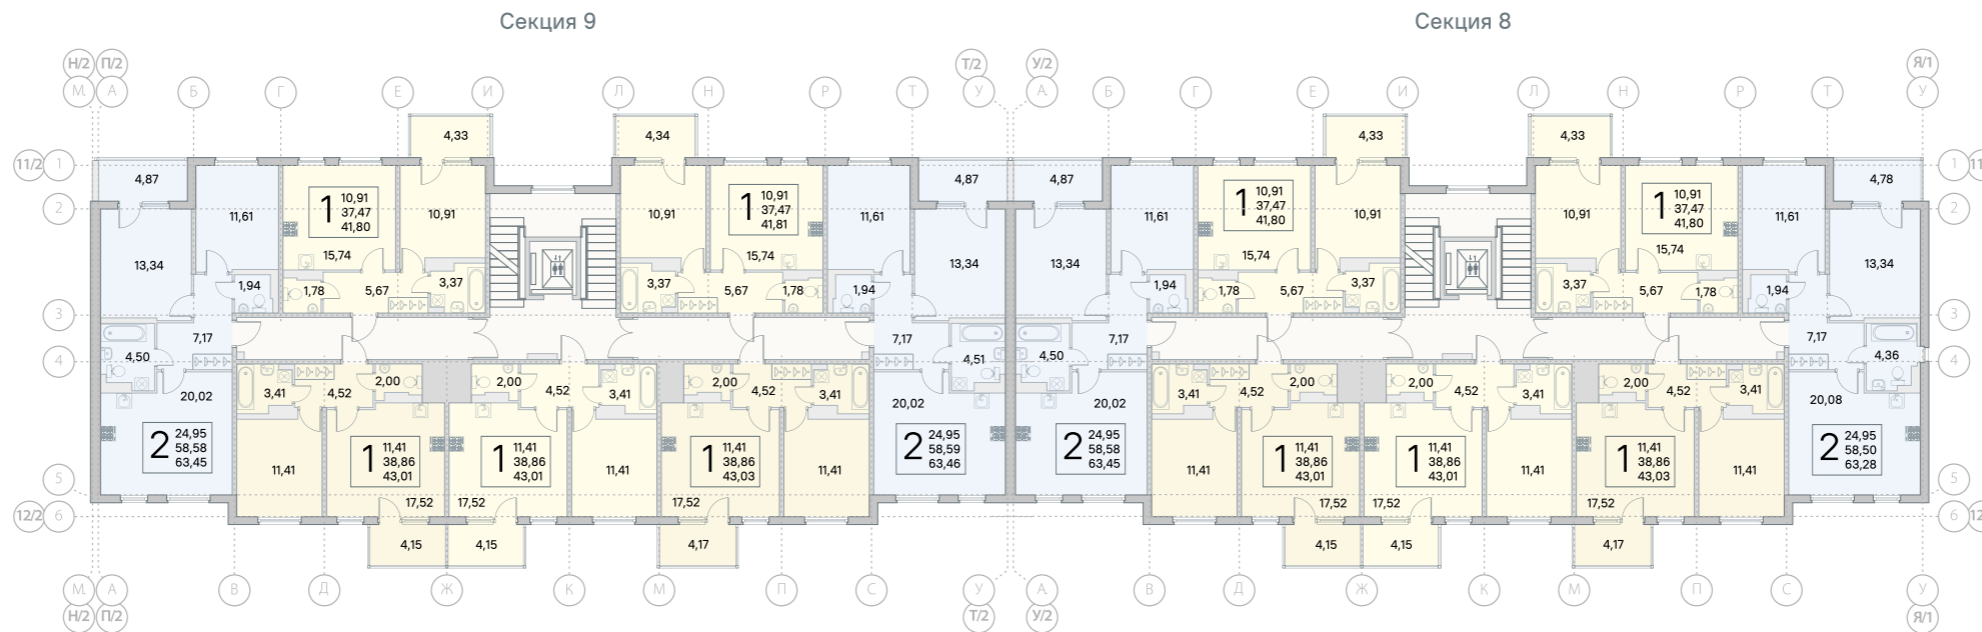 Секция 9
Секция 8
Н/2 П/2 Т/2 У/2 Я/1
М. А Б Г Е И Л Н Р Т У А. Б Г Е И Л Н Р Т У
4,33 4,34 4,33 4,33
11/2 1 1 11
4,87 4,87 4,87 4,78
2 2
11,61 1 10,91 37,47 41,80 10,91 10,91 1 10,91 37,47 41,81 11,61 11,61 1 10,91 37,47 41,80 10,91 10,91 1 10,91 37,47 41,80 11,61
15,74 15,74 15,74 15,74
13,34 13,34 13,34 13,34
1,94 1,78 5,67 3,37 3,37 5,67 1,78 1,94 1,94 1,78 5,67 3,37 3,37 5,67 1,78 1,94
3 3
7,17 7,17 7,17 7,17
4,50 4,51 4,50 4,36
4 4
3,41 4,52 2,00 2,00 4,52 3,41 2,00 4,52 3,41 3,41 4,52 2,00 2,00 4,52 3,41 2,00 4,52 3,41
20,02 20,02 20,02 20,08
2 24,95 58,58 63,45
1 11,41 38,86 43,01
1 11,41 38,86 43,01
1 11,41 38,86 43,03
2 24,95 58,59 63,46
2 24,95 58,58 63,45
1 11,41 38,86 43,01
1 11,41 38,86 43,01
1 11,41 38,86 43,03
2 24,95 58,50 63,28
11,41 11,41 11,41 11,41 11,41 11,41
5 5
17,52 17,52 17,52 17,52 17,52 17,52
12/2 6 6 12
4,15 4,15 4,17 4,15 4,15 4,17
М. А В Д Ж К М П С У А. В Д Ж К М П С У
Н/2 П/2 Т/2 У/2 Я/1